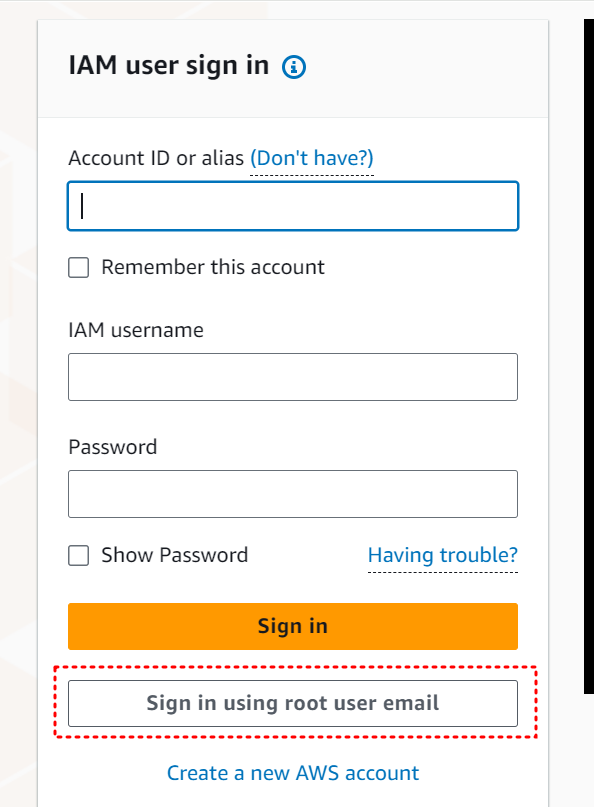 IAM user sign in
Account ID or alias (Don't have?)
Remember this account
IAM username
Password
Show Password Having trouble?
Sign in
Sign in using root user email
Create a new AWS account